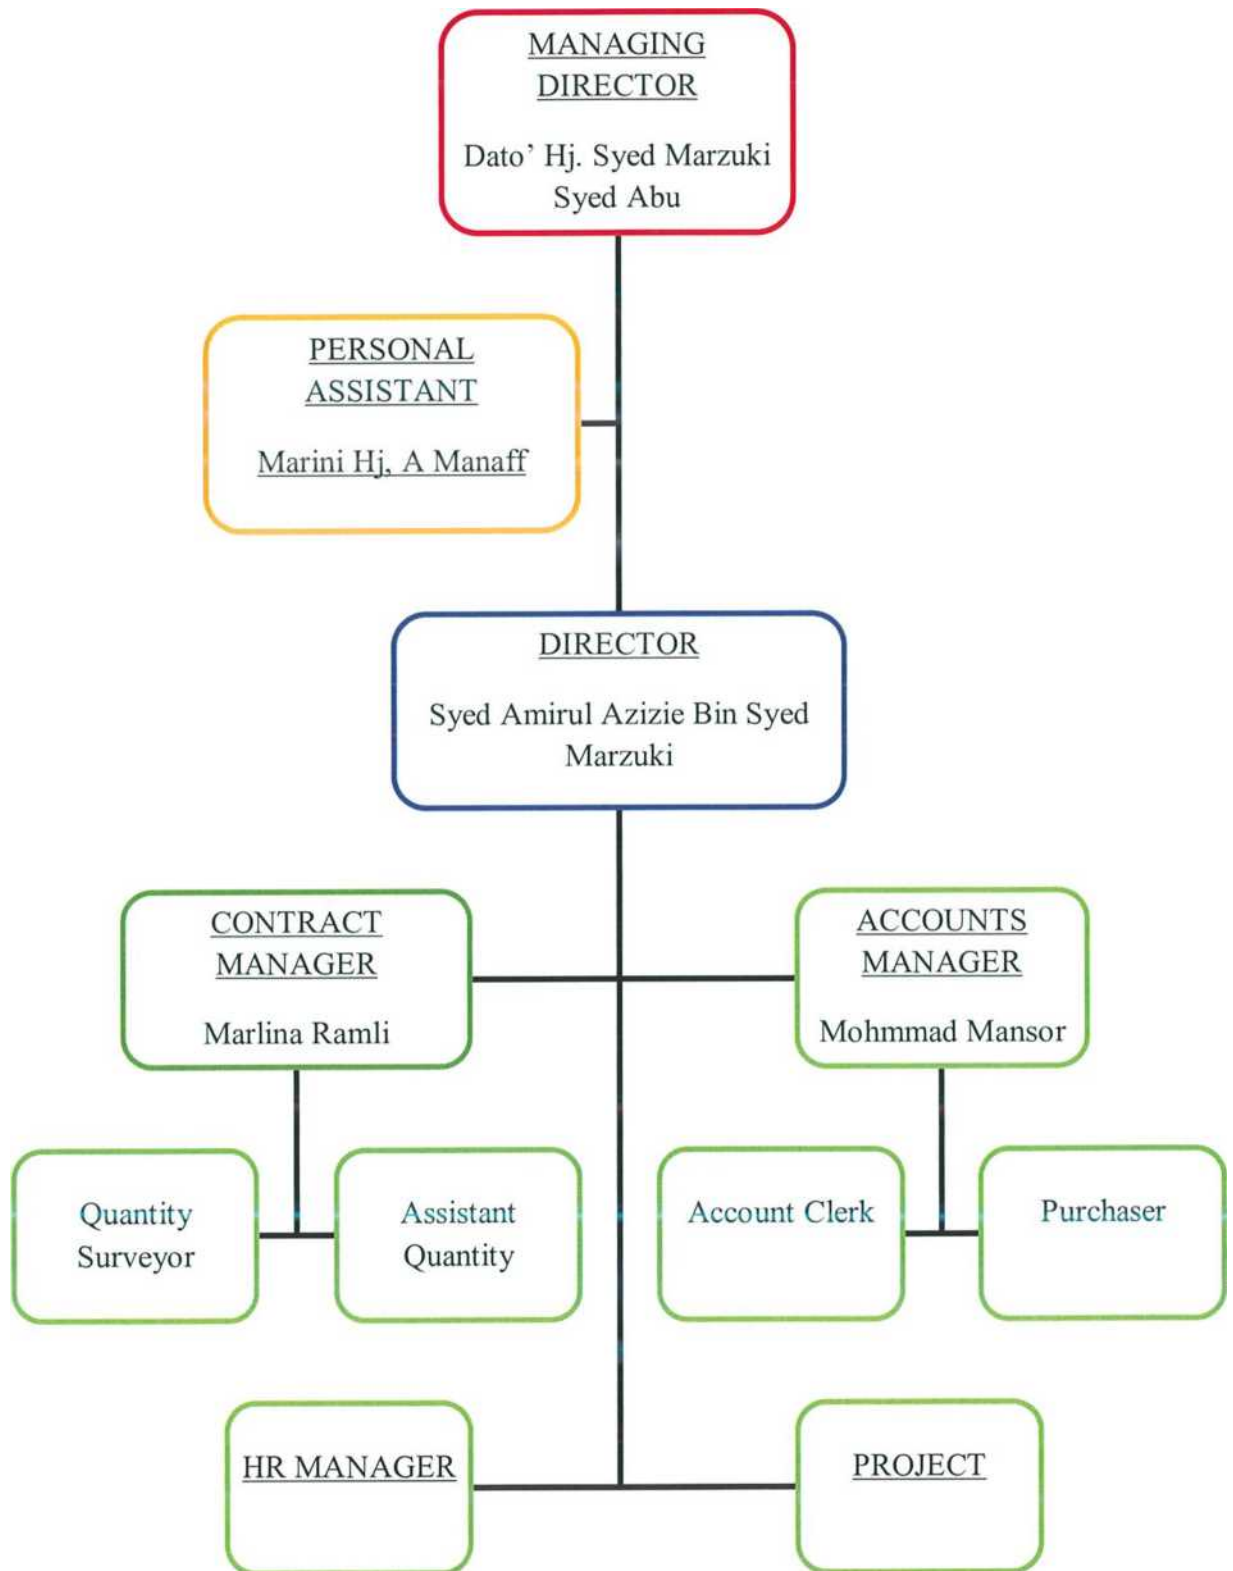 MANAGING
DIRECTOR
Dato’ Hj. Syed Marzuki
Syed Abu
PERSONAL
ASSISTANT
Marini Hj, A Manaff
DIRECTOR
Syed Amirul Azizie Bin Syed
Marzuki
CONTRACT
MANAGER
Marlina Ramli
ACCOUNTS
MANAGER
Mohmmad Mansor
Quantity
Surveyor
Assistant
Quantity
Account Clerk
Purchaser
HR MANAGER
PROJECT